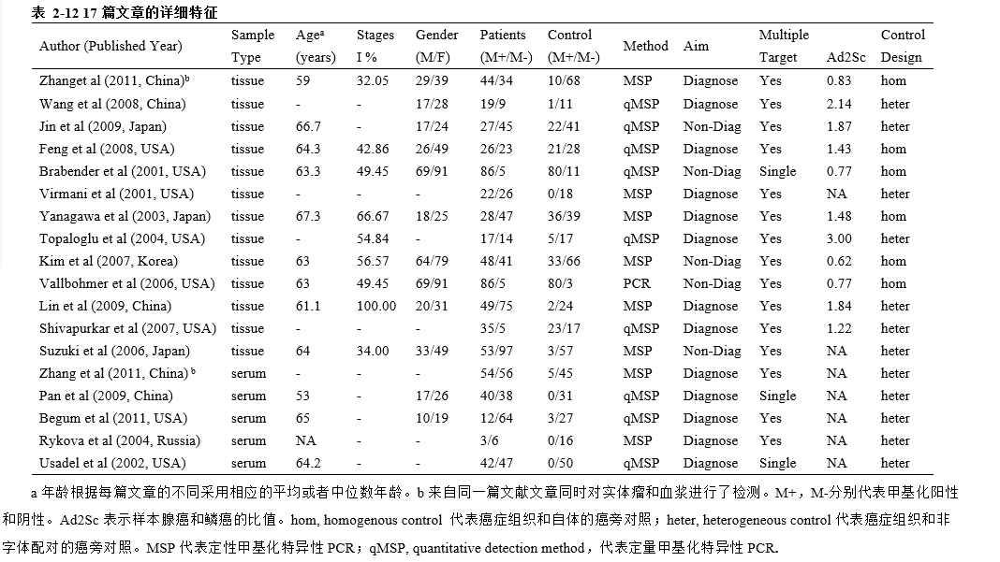 表 2-12 17 篇文章的详细特征
Author (Published Year) Sample Type Ageᵃ (years) Stages I % Gender (M/F) Patients (M+/M-) Control (M+/M-) Method Aim Multiple Target Ad2Sc Control Design
Zhanget al (2011, China)ᵇ tissue 59 32.05 29/39 44/34 10/68 MSP Diagnose Yes 0.83 hom
Wang et al (2008, China) tissue - - 17/28 19/9 1/11 qMSP Diagnose Yes 2.14 heter
Jin et al (2009, Japan) tissue 66.7 - 17/24 27/45 22/41 qMSP Non-Diag Yes 1.87 heter
Feng et al (2008, USA) tissue 64.3 42.86 26/49 26/23 21/28 qMSP Diagnose Yes 1.43 hom
Brabender et al (2001, USA) tissue 63.3 49.45 69/91 86/5 80/11 qMSP Non-Diag Single 0.77 hom
Virmani et al (2001, USA) tissue - - - 22/26 0/18 MSP Diagnose Yes NA heter
Yanagawa et al (2003, Japan) tissue 67.3 66.67 18/25 28/47 36/39 MSP Diagnose Yes 1.48 hom
Topaloglu et al (2004, USA) tissue - 54.84 - 17/14 5/17 qMSP Diagnose Yes 3.00 heter
Kim et al (2007, Korea) tissue 63 56.57 64/79 48/41 33/66 MSP Non-Diag Yes 0.62 hom
Vallbohmer et al (2006, USA) tissue 63 49.45 69/91 86/5 80/3 PCR Non-Diag Yes 0.77 hom
Lin et al (2009, China) tissue 61.1 100.00 20/31 49/75 2/24 MSP Diagnose Yes 1.84 heter
Shivapurkar et al (2007, USA) tissue - - - 35/5 23/17 qMSP Diagnose Yes 1.22 heter
Suzuki et al (2006, Japan) tissue 64 34.00 33/49 53/97 3/57 MSP Non-Diag Yes NA heter
Zhang et al (2011, China) ᵇ serum - - - 54/56 5/45 MSP Diagnose Yes NA heter
Pan et al (2009, China) serum 53 - 17/26 40/38 0/31 qMSP Diagnose Single NA heter
Begum et al (2011, USA) serum 65 - 10/19 12/64 3/27 qMSP Diagnose Yes NA heter
Rykova et al (2004, Russia) serum NA - - 3/6 0/16 MSP Diagnose Yes NA heter
Usadel et al (2002, USA) serum 64.2 - - 42/47 0/50 qMSP Diagnose Single NA heter
a 年龄根据每篇文章的不同采用相应的平均或者中位数年龄。b 来自同一篇文献文章同时对实体瘤和血浆进行了检测。M+, M-分别代表甲基化阳性
和阴性。Ad2Sc 表示样本腺癌和鳞癌的比值。hom, homogenous control 代表癌症组织和自体的癌旁对照；heter, heterogeneous control 代表癌症组织和非
字体配对的癌旁对照。MSP 代表定性甲基化特异性 PCR；qMSP, quantitative detection method，代表定量甲基化特异性 PCR.